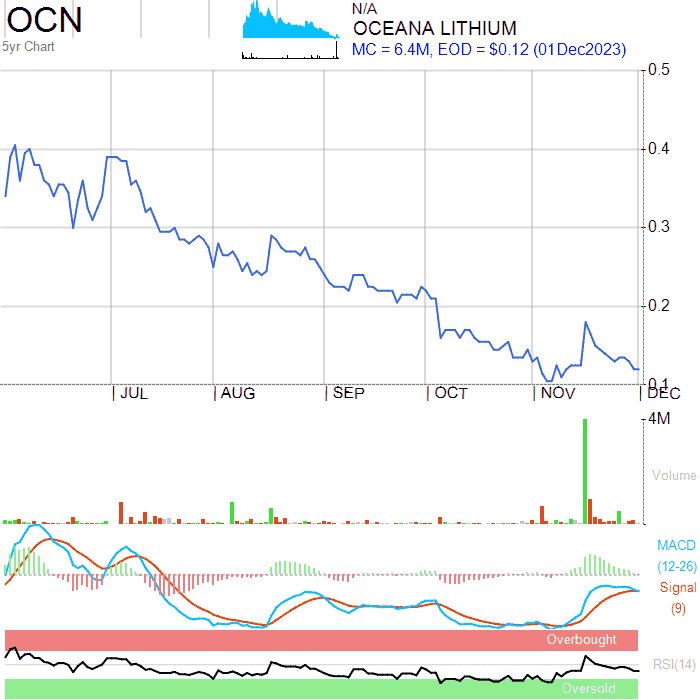 OCN
5yr Chart
N/A
OCEANA LITHIUM
MC = 6.4M, EOD = $0.12 (01Dec2023)
0.5
0.4
0.3
0.2
0.1
JUL AUG SEP OCT NOV DEC
4M
Volume
MACD
(12-26)
Signal
(9)
Overbought
RSI(14)
Oversold